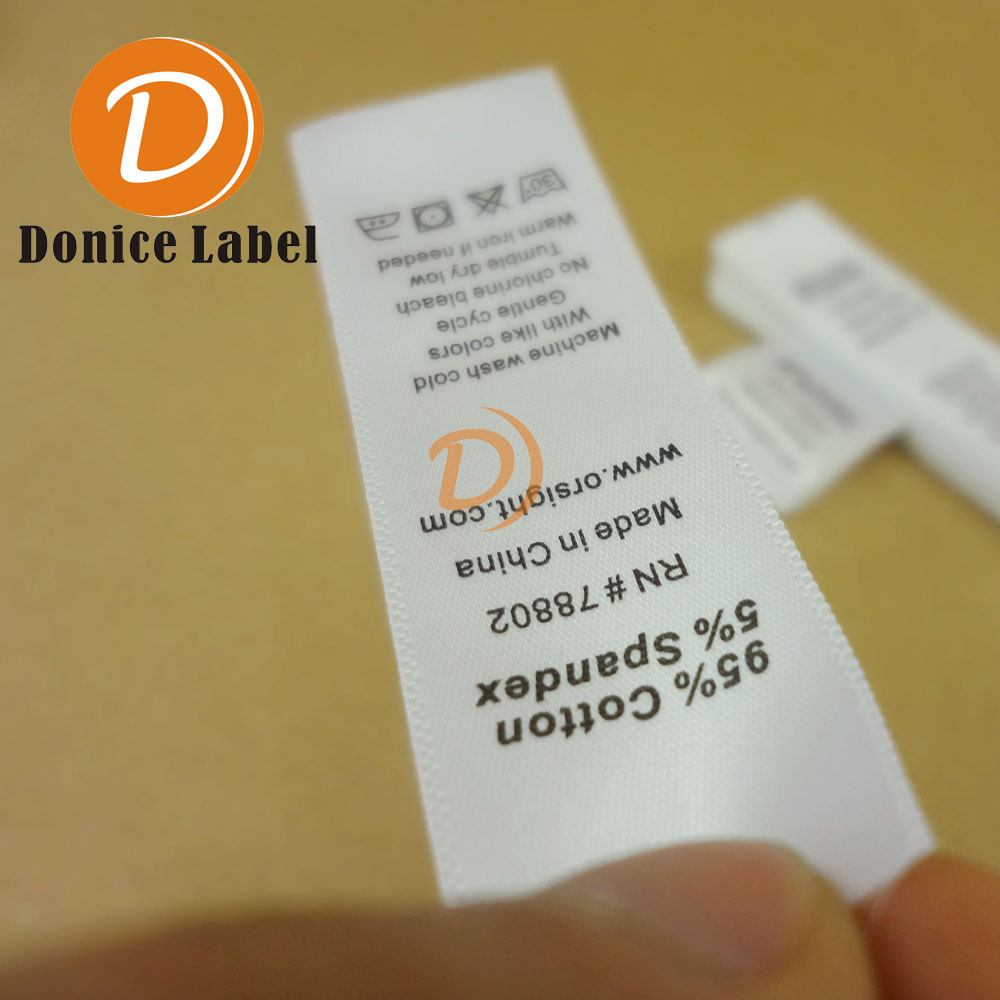 D
Donice Label
95% Cotton
5% Spandex
RN # 78802
Made in China
www.orsight.com
D
Machine wash cold
With like colors
Gentle cycle
No chlorine bleach
Tumble dry low
Warm iron if needed
30°